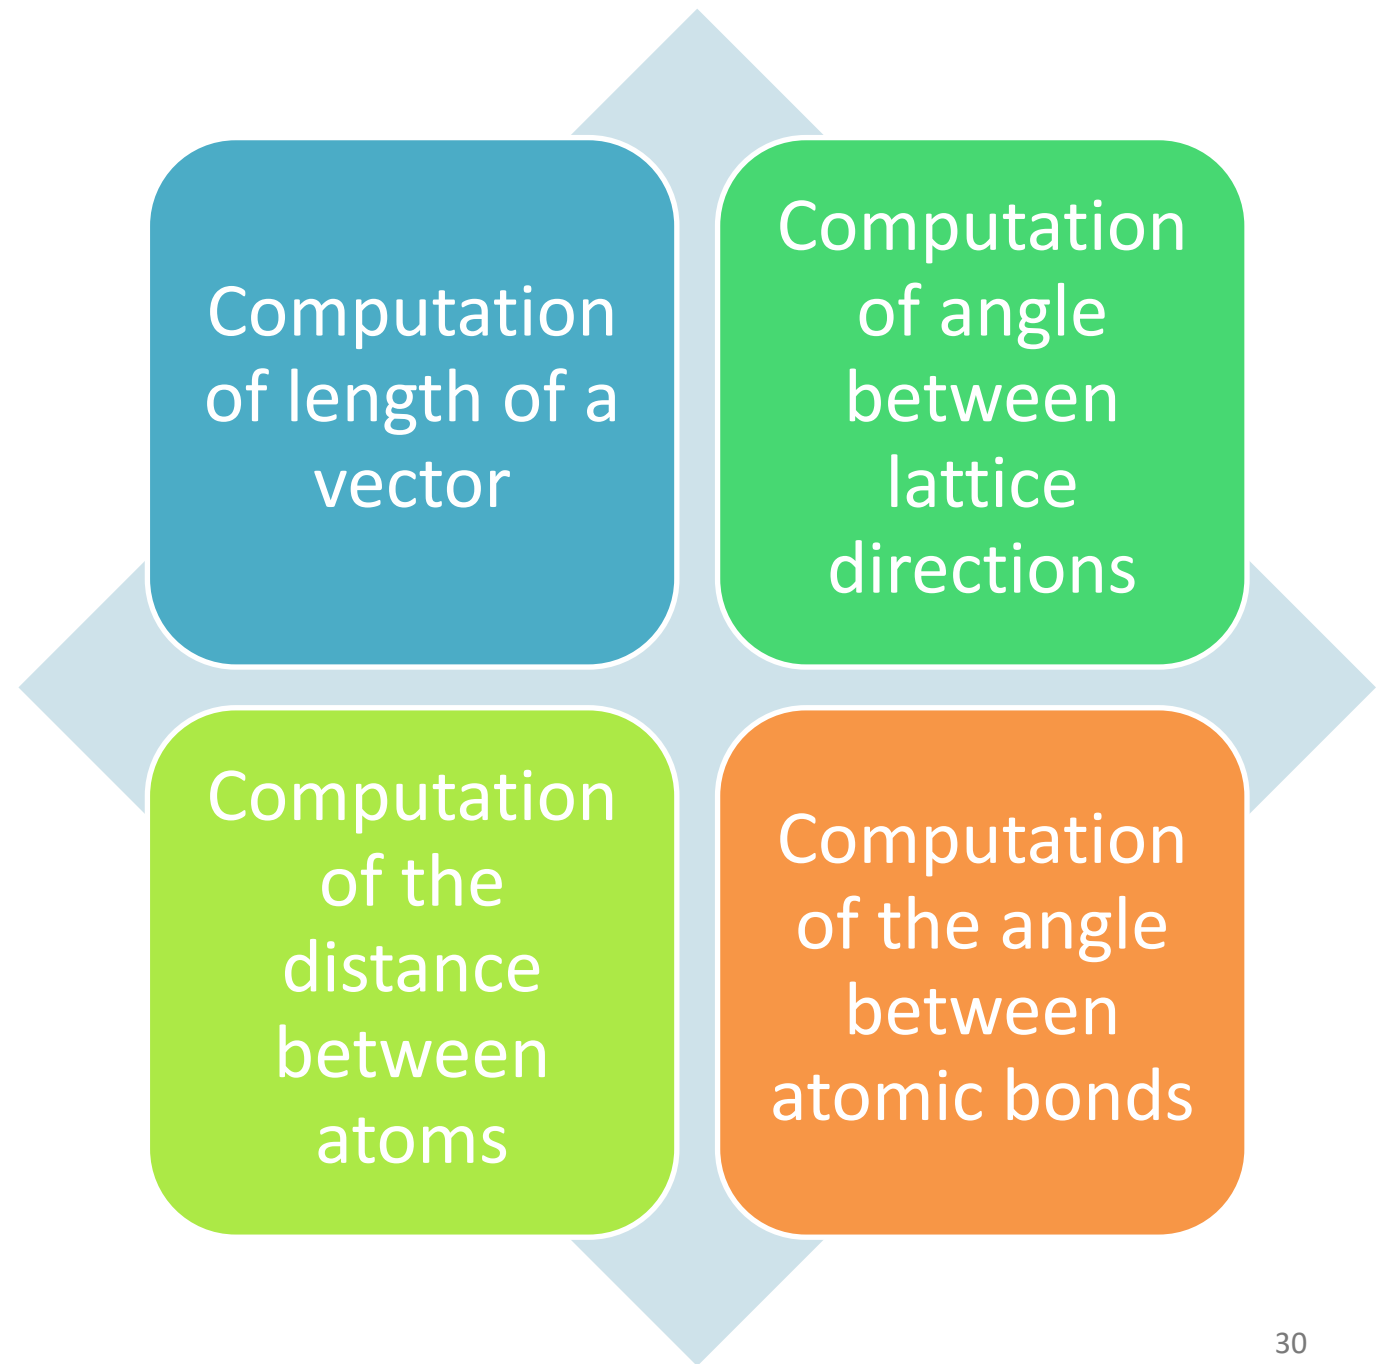 Computation
of length of a
vector
Computation
of angle
between
lattice
directions
Computation
of the
distance
between
atoms
Computation
of the angle
between
atomic bonds
30